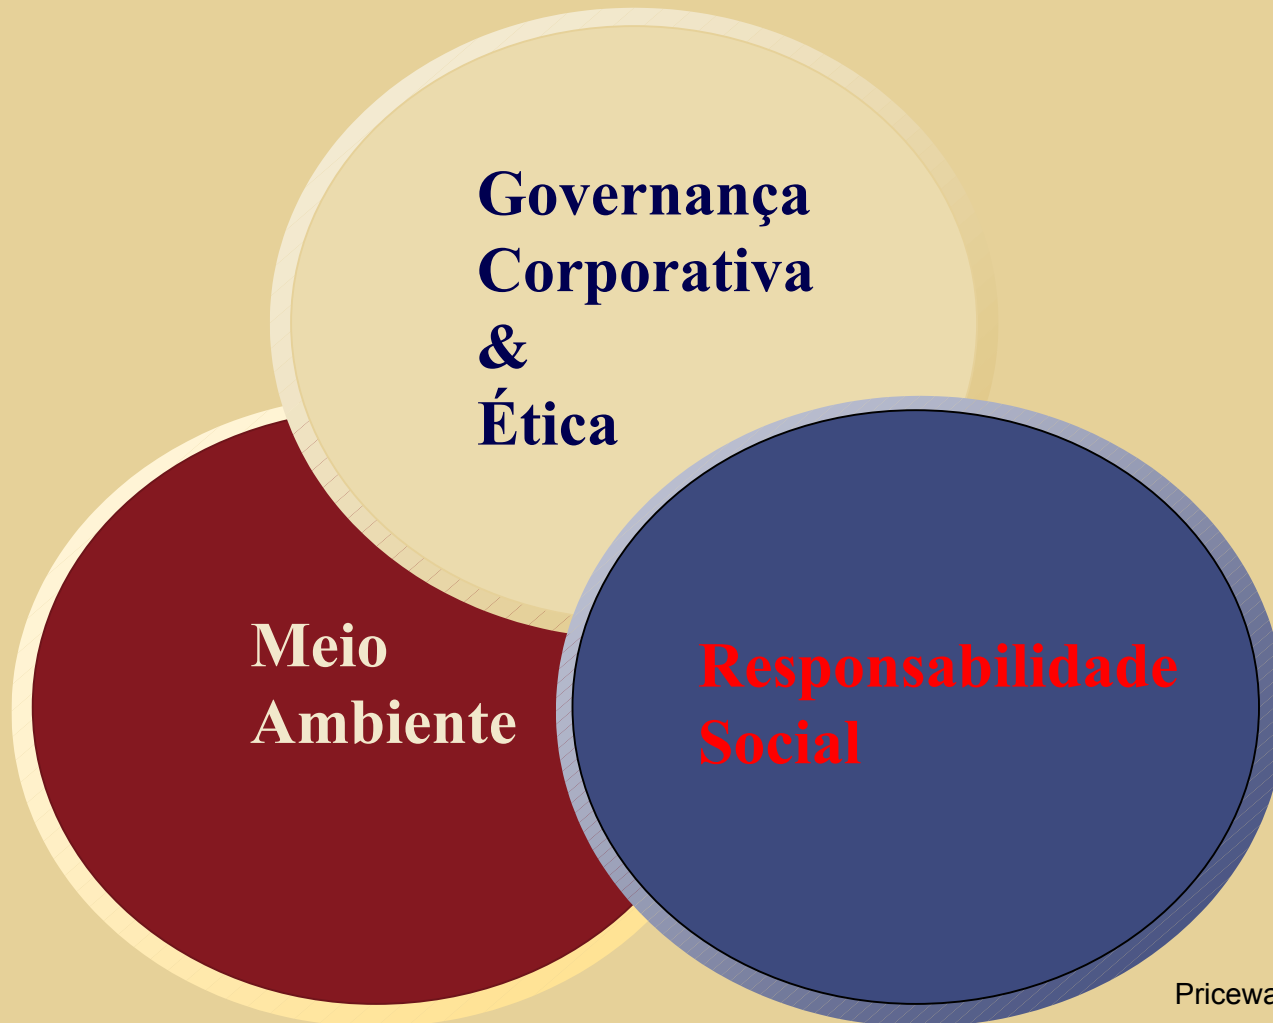 Governança
Corporativa
&
Ética
Meio
Ambiente
Responsabilidade
Social